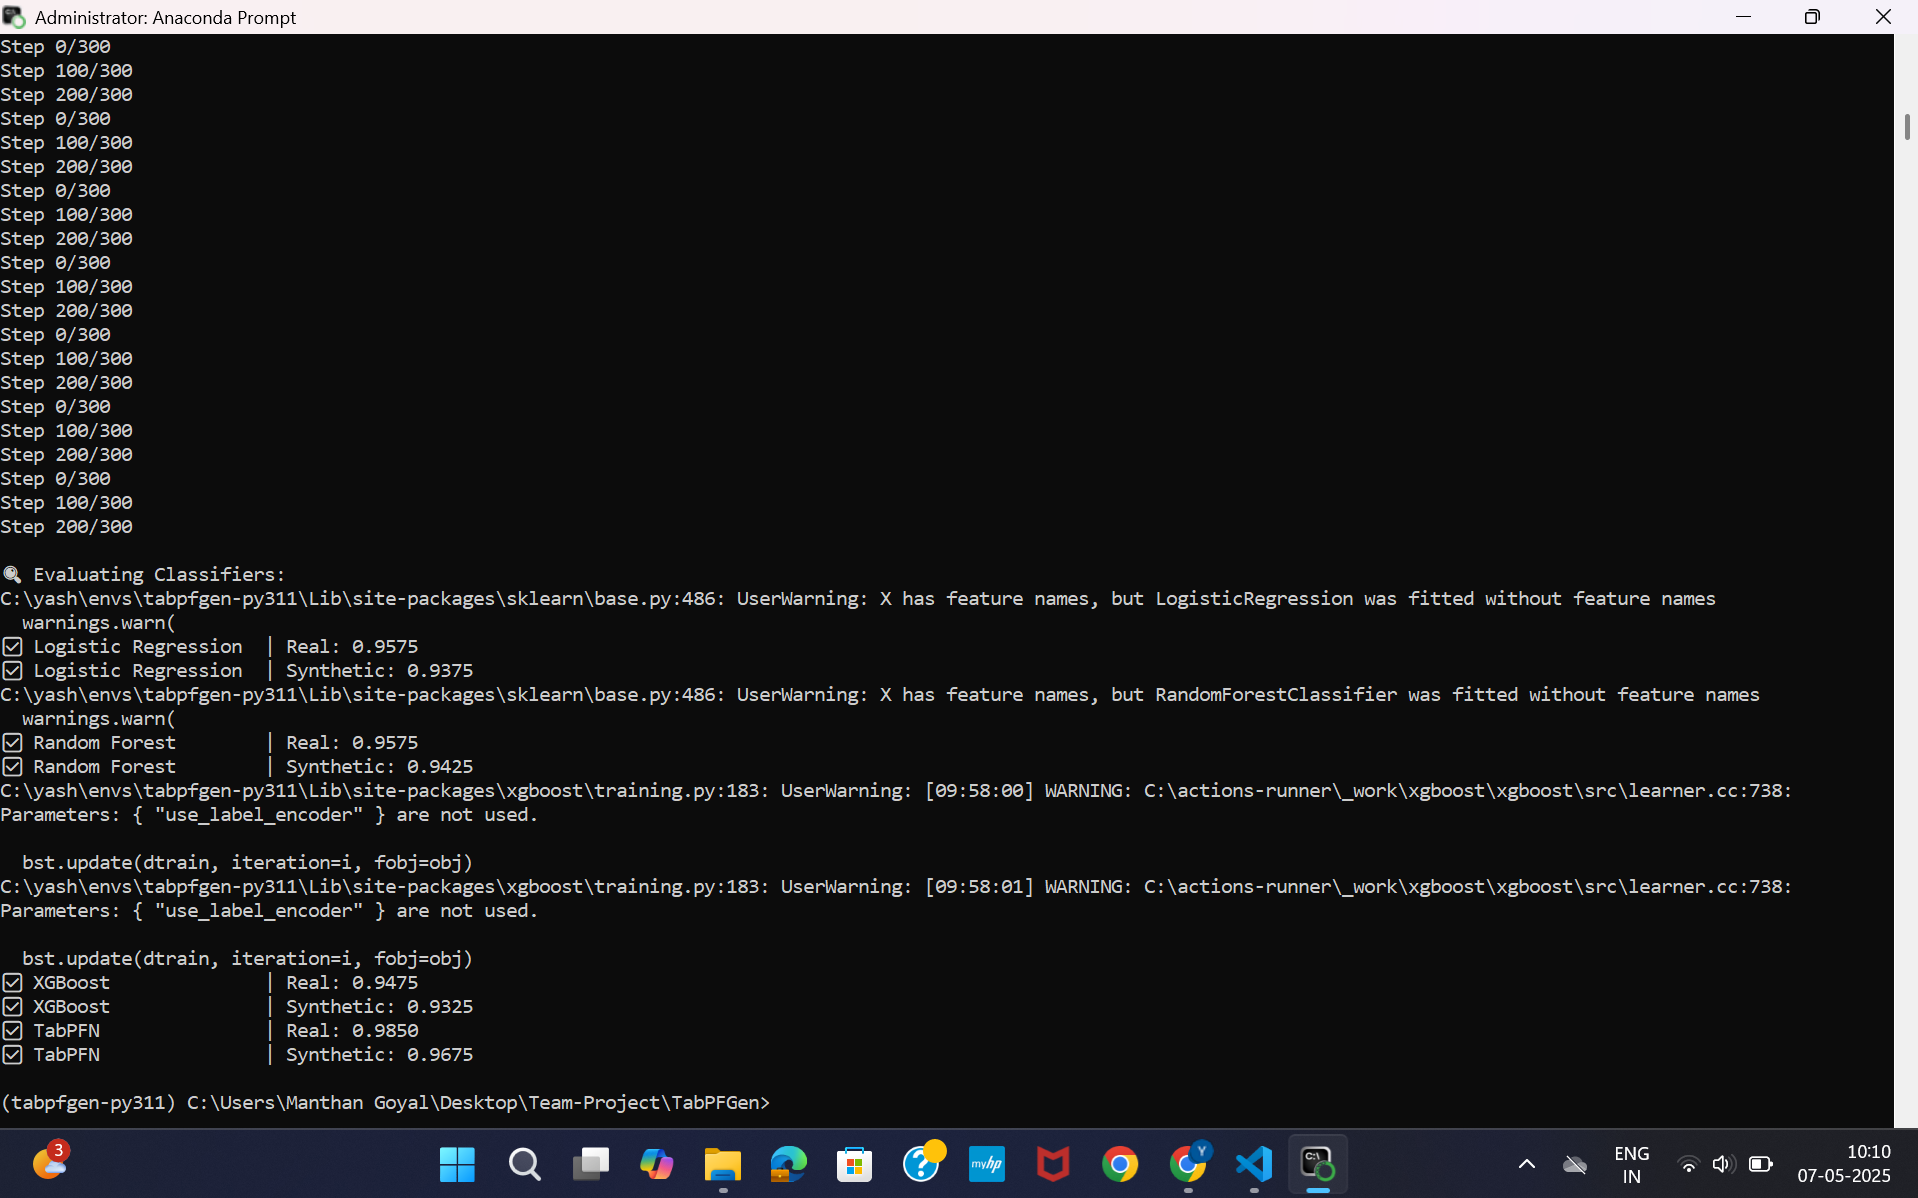 Administrator: Anaconda Prompt
Step 0/300
Step 100/300
Step 200/300
Step 0/300
Step 100/300
Step 200/300
Step 0/300
Step 100/300
Step 200/300
Step 0/300
Step 100/300
Step 200/300
Step 0/300
Step 100/300
Step 200/300
Step 0/300
Step 100/300
Step 200/300
Step 0/300
Step 100/300
Step 200/300
Evaluating Classifiers:
C:\yash\envs\tabpfgen-py311\Lib\site-packages\sklearn\base.py:486: UserWarning: X has feature names, but LogisticRegression was fitted without feature names
  warnings.warn(
Logistic Regression  | Real: 0.9575
Logistic Regression  | Synthetic: 0.9375
C:\yash\envs\tabpfgen-py311\Lib\site-packages\sklearn\base.py:486: UserWarning: X has feature names, but RandomForestClassifier was fitted without feature names
  warnings.warn(
Random Forest        | Real: 0.9575
Random Forest        | Synthetic: 0.9425
C:\yash\envs\tabpfgen-py311\Lib\site-packages\xgboost\training.py:183: UserWarning: [09:58:00] WARNING: C:\actions-runner\_work\xgboost\xgboost\src\learner.cc:738:
Parameters: { "use_label_encoder" } are not used.
  bst.update(dtrain, iteration=i, fobj=obj)
C:\yash\envs\tabpfgen-py311\Lib\site-packages\xgboost\training.py:183: UserWarning: [09:58:01] WARNING: C:\actions-runner\_work\xgboost\xgboost\src\learner.cc:738:
Parameters: { "use_label_encoder" } are not used.
  bst.update(dtrain, iteration=i, fobj=obj)
XGBoost              | Real: 0.9475
XGBoost              | Synthetic: 0.9325
TabPFN               | Real: 0.9850
TabPFN               | Synthetic: 0.9675
(tabpfgen-py311) C:\Users\Manthan Goyal\Desktop\Team-Project\TabPFGen>
3
myhp
Y
C:\
ENG
IN
10:10
07-05-2025